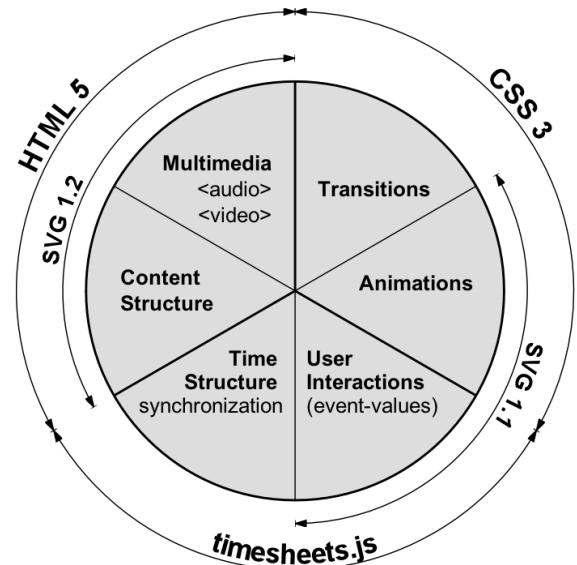 HTML 5
CSS 3
SVG 1.2
Multimedia
<audio>
<video>
Transitions
Content
Structure
Animations
Time
Structure
synchronization
User
Interactions
(event-values)
SVG 1.1
timesheets.js